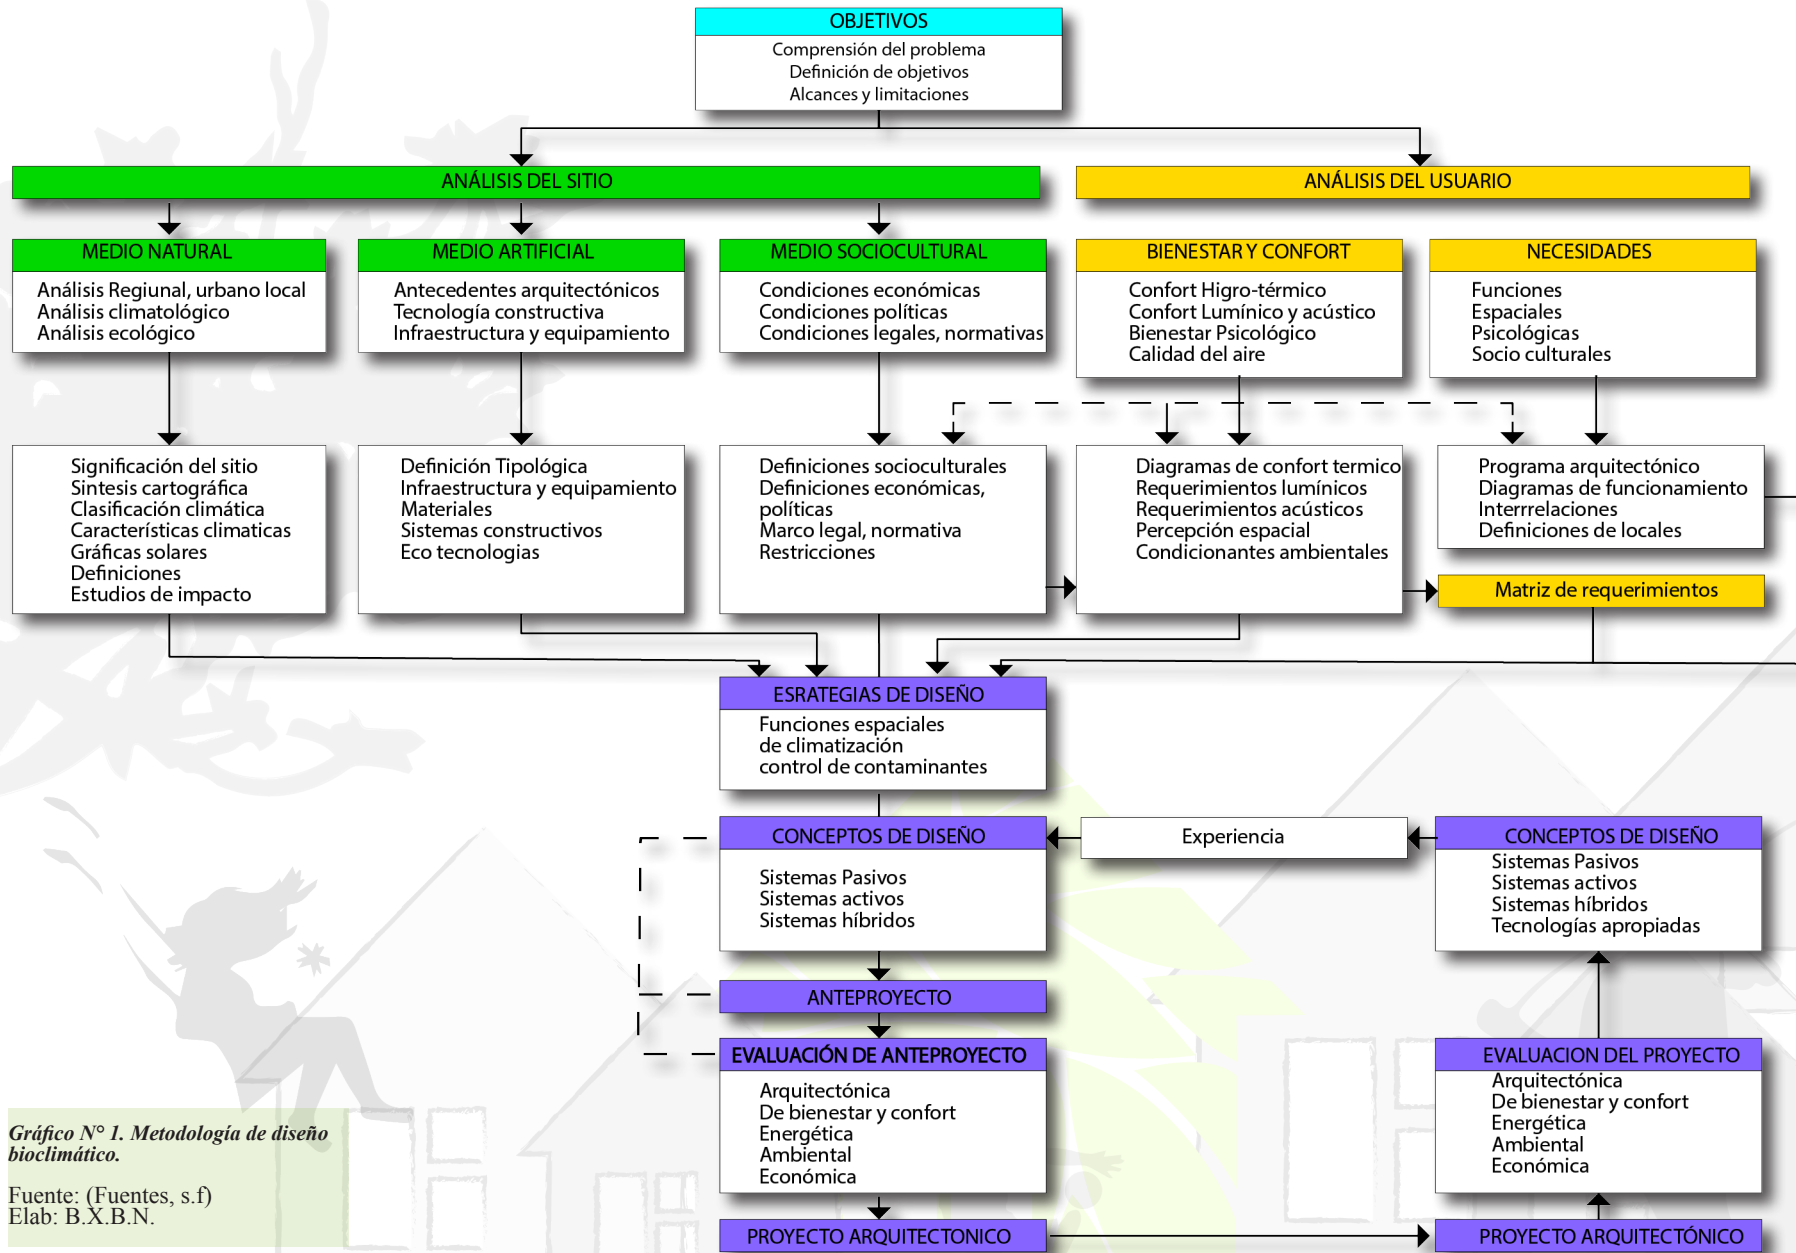 OBJETIVOS
Comprensión del problema
Definición de objetivos
Alcances y limitaciones
ANÁLISIS DEL SITIO
ANÁLISIS DEL USUARIO
MEDIO NATURAL
Análisis Regiunal, urbano local
Análisis climatológico
Análisis ecológico
MEDIO ARTIFICIAL
Antecedentes arquitectónicos
Tecnología constructiva
Infraestructura y equipamiento
MEDIO SOCIOCULTURAL
Condiciones económicas
Condiciones políticas
Condiciones legales, normativas
BIENESTAR Y CONFORT
Confort Higro-térmico
Confort Lumínico y acústico
Bienestar Psicológico
Calidad del aire
NECESIDADES
Funciones
Espaciales
Psicológicas
Socio culturales
Significación del sitio
Sintesis cartográfica
Clasificación climática
Características climaticas
Gráficas solares
Definiciones
Estudios de impacto
Definición Tipológica
Infraestructura y equipamiento
Materiales
Sistemas constructivos
Eco tecnologias
Definiciones socioculturales
Definiciones económicas,
políticas
Marco legal, normativa
Restricciones
Diagramas de confort termico
Requerimientos lumínicos
Requerimientos acústicos
Percepción espacial
Condicionantes ambientales
Programa arquitectónico
Diagramas de funcionamiento
Interrrelaciones
Definiciones de locales
Matriz de requerimientos
ESRATEGIAS DE DISEÑO
Funciones espaciales
de climatización
control de contaminantes
CONCEPTOS DE DISEÑO
Sistemas Pasivos
Sistemas activos
Sistemas híbridos
Experiencia
CONCEPTOS DE DISEÑO
Sistemas Pasivos
Sistemas activos
Sistemas híbridos
Tecnologías apropiadas
ANTEPROYECTO
EVALUACIÓN DE ANTEPROYECTO
Arquitectónica
De bienestar y confort
Energética
Ambiental
Económica
EVALUACION DEL PROYECTO
Arquitectónica
De bienestar y confort
Energética
Ambiental
Económica
PROYECTO ARQUITECTONICO
PROYECTO ARQUITECTÓNICO
Gráfico N° 1. Metodología de diseño
bioclimático.
Fuente: (Fuentes, s.f)
Elab: B.X.B.N.